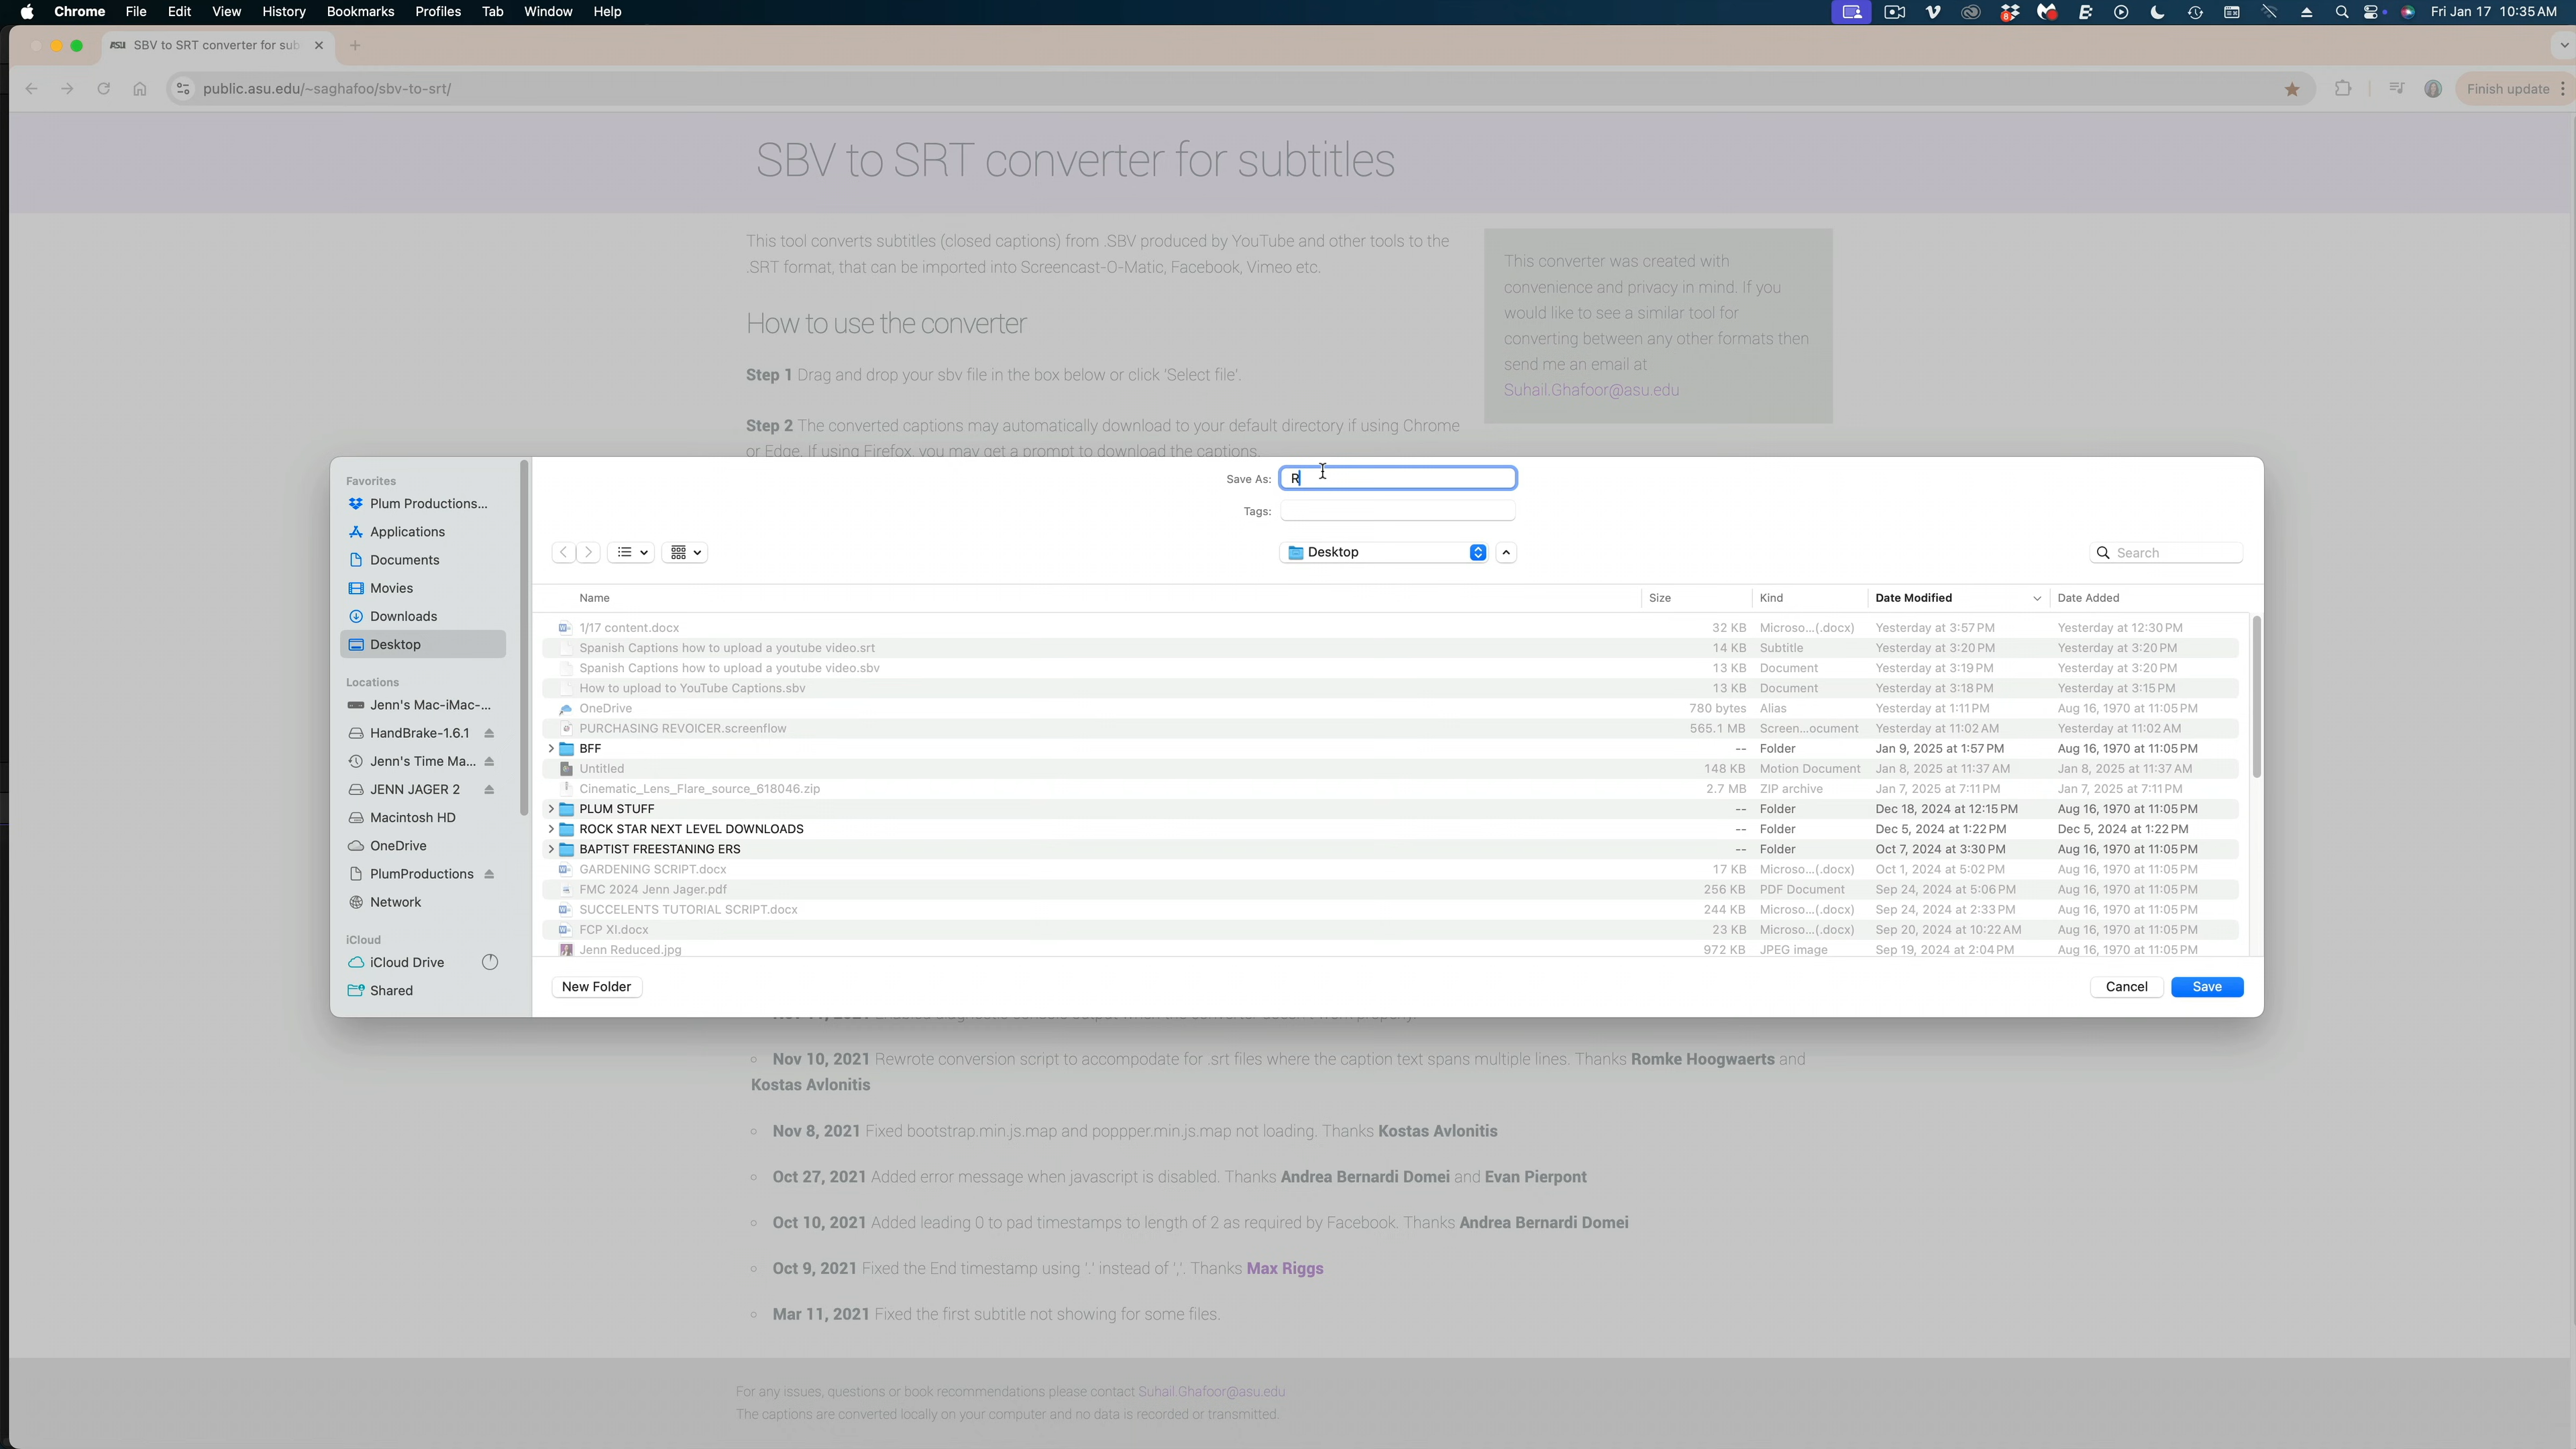 Chrome File Edit View History Bookmarks Profiles Tab Window Help
8
Fri Jan 17 10:35 AM
ASU SBV to SRT converter for sub
public.asu.edu/~saghafoo/sbv-to-srt/
Finish update
SBV to SRT converter for subtitles
This tool converts subtitles (closed captions) from .SBV produced by YouTube and other tools to the
.SRT format, that can be imported into Screencast-O-Matic, Facebook, Vimeo etc.
This converter was created with
convenience and privacy in mind. If you
would like to see a similar tool for
converting between any other formats then
send me an email at
Suhail.Ghafoor@asu.edu
How to use the converter
Step 1 Drag and drop your sbv file in the box below or click 'Select file'.
Step 2 The converted captions may automatically download to your default directory if using Chrome
or Edge. If using Firefox, you may get a prompt to download the captions.
Favorites
Plum Productions...
Applications
Documents
Movies
Downloads
Desktop
Locations
Jenn's Mac-iMac-...
HandBrake-1.6.1
Jenn's Time Ma...
JENN JAGER 2
Macintosh HD
OneDrive
PlumProductions
Network
iCloud
iCloud Drive
Shared
Save As: R
Tags:
Desktop
Search
Name Size Kind Date Modified Date Added
1/17 content.docx 32 KB Microso...(.docx) Yesterday at 3:57 PM Yesterday at 12:30 PM
Spanish Captions how to upload a youtube video.srt 14 KB Subtitle Yesterday at 3:20 PM Yesterday at 3:20 PM
Spanish Captions how to upload a youtube video.sbv 13 KB Document Yesterday at 3:19 PM Yesterday at 3:20 PM
How to upload to YouTube Captions.sbv 13 KB Document Yesterday at 3:18 PM Yesterday at 3:15 PM
OneDrive 780 bytes Alias Yesterday at 1:11 PM Aug 16, 1970 at 11:05 PM
PURCHASING REVOICER.screenflow 565.1 MB Screen...ocument Yesterday at 11:02 AM Yesterday at 11:02 AM
BFF -- Folder Jan 9, 2025 at 1:57 PM Aug 16, 1970 at 11:05 PM
Untitled 148 KB Motion Document Jan 8, 2025 at 11:37 AM Jan 8, 2025 at 11:37 AM
Cinematic_Lens_Flare_source_618046.zip 2.7 MB ZIP archive Jan 7, 2025 at 7:11 PM Jan 7, 2025 at 7:11 PM
PLUM STUFF -- Folder Dec 18, 2024 at 12:15 PM Aug 16, 1970 at 11:05 PM
ROCK STAR NEXT LEVEL DOWNLOADS -- Folder Dec 5, 2024 at 1:22 PM Dec 5, 2024 at 1:22 PM
BAPTIST FREESTANING ERS -- Folder Oct 7, 2024 at 3:30 PM Aug 16, 1970 at 11:05 PM
GARDENING SCRIPT.docx 17 KB Microso...(.docx) Oct 1, 2024 at 5:02 PM Aug 16, 1970 at 11:05 PM
FMC 2024 Jenn Jager.pdf 256 KB PDF Document Sep 24, 2024 at 5:06 PM Aug 16, 1970 at 11:05 PM
SUCCELENTS TUTORIAL SCRIPT.docx 244 KB Microso...(.docx) Sep 24, 2024 at 2:33 PM Aug 16, 1970 at 11:05 PM
FCP XI.docx 23 KB Microso...(.docx) Sep 20, 2024 at 10:22 AM Aug 16, 1970 at 11:05 PM
Jenn Reduced.jpg 972 KB JPEG image Sep 19, 2024 at 2:04 PM Aug 16, 1970 at 11:05 PM
New Folder Cancel Save
Nov 10, 2021 Rewrote conversion script to accompodate for .srt files where the caption text spans multiple lines. Thanks Romke Hoogwaerts and
Kostas Avlonitis
Nov 8, 2021 Fixed bootstrap.min.js.map and poppper.min.js.map not loading. Thanks Kostas Avlonitis
Oct 27, 2021 Added error message when javascript is disabled. Thanks Andrea Bernardi Domei and Evan Pierpont
Oct 10, 2021 Added leading 0 to pad timestamps to length of 2 as required by Facebook. Thanks Andrea Bernardi Domei
Oct 9, 2021 Fixed the End timestamp using '.' instead of ','. Thanks Max Riggs
Mar 11, 2021 Fixed the first subtitle not showing for some files.
For any issues, questions or book recommendations please contact Suhail.Ghafoor@asu.edu
The captions are converted locally on your computer and no data is recorded or transmitted.